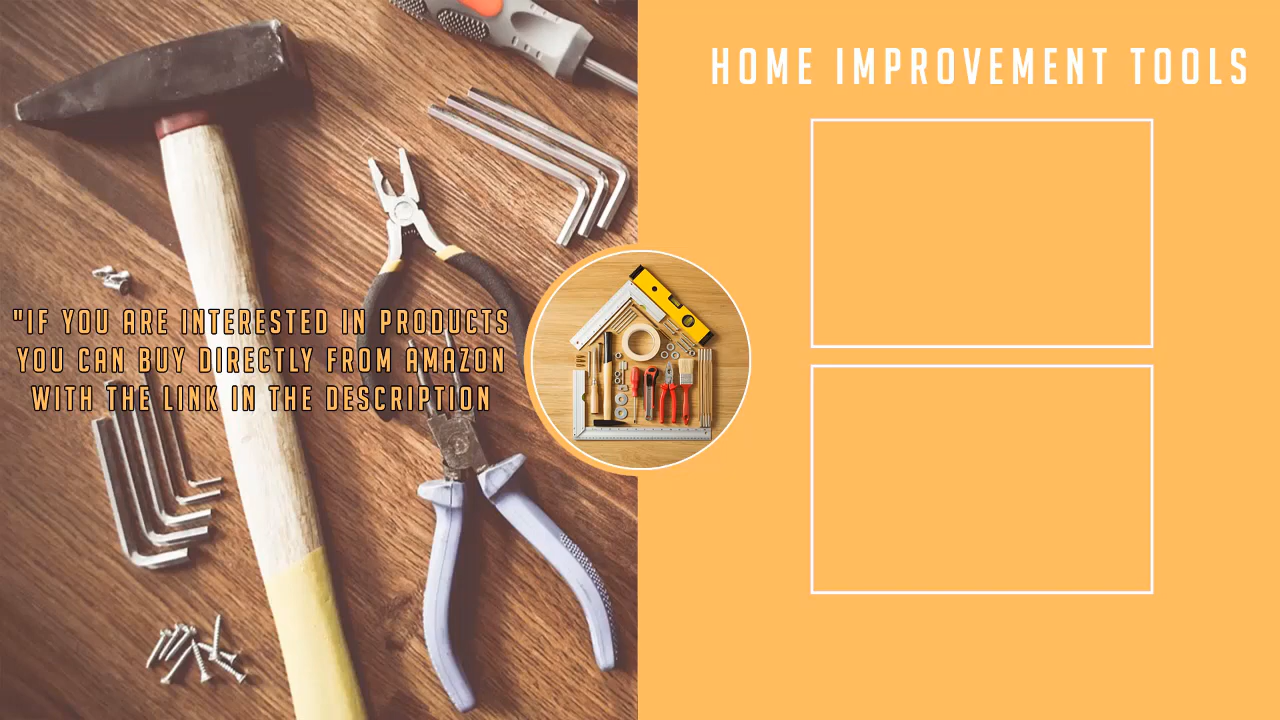 HOME IMPROVEMENT TOOLS
"IF YOU ARE INTERESTED IN PRODUCTS
YOU CAN BUY DIRECTLY FROM AMAZON
WITH THE LINK IN THE DESCRIPTION